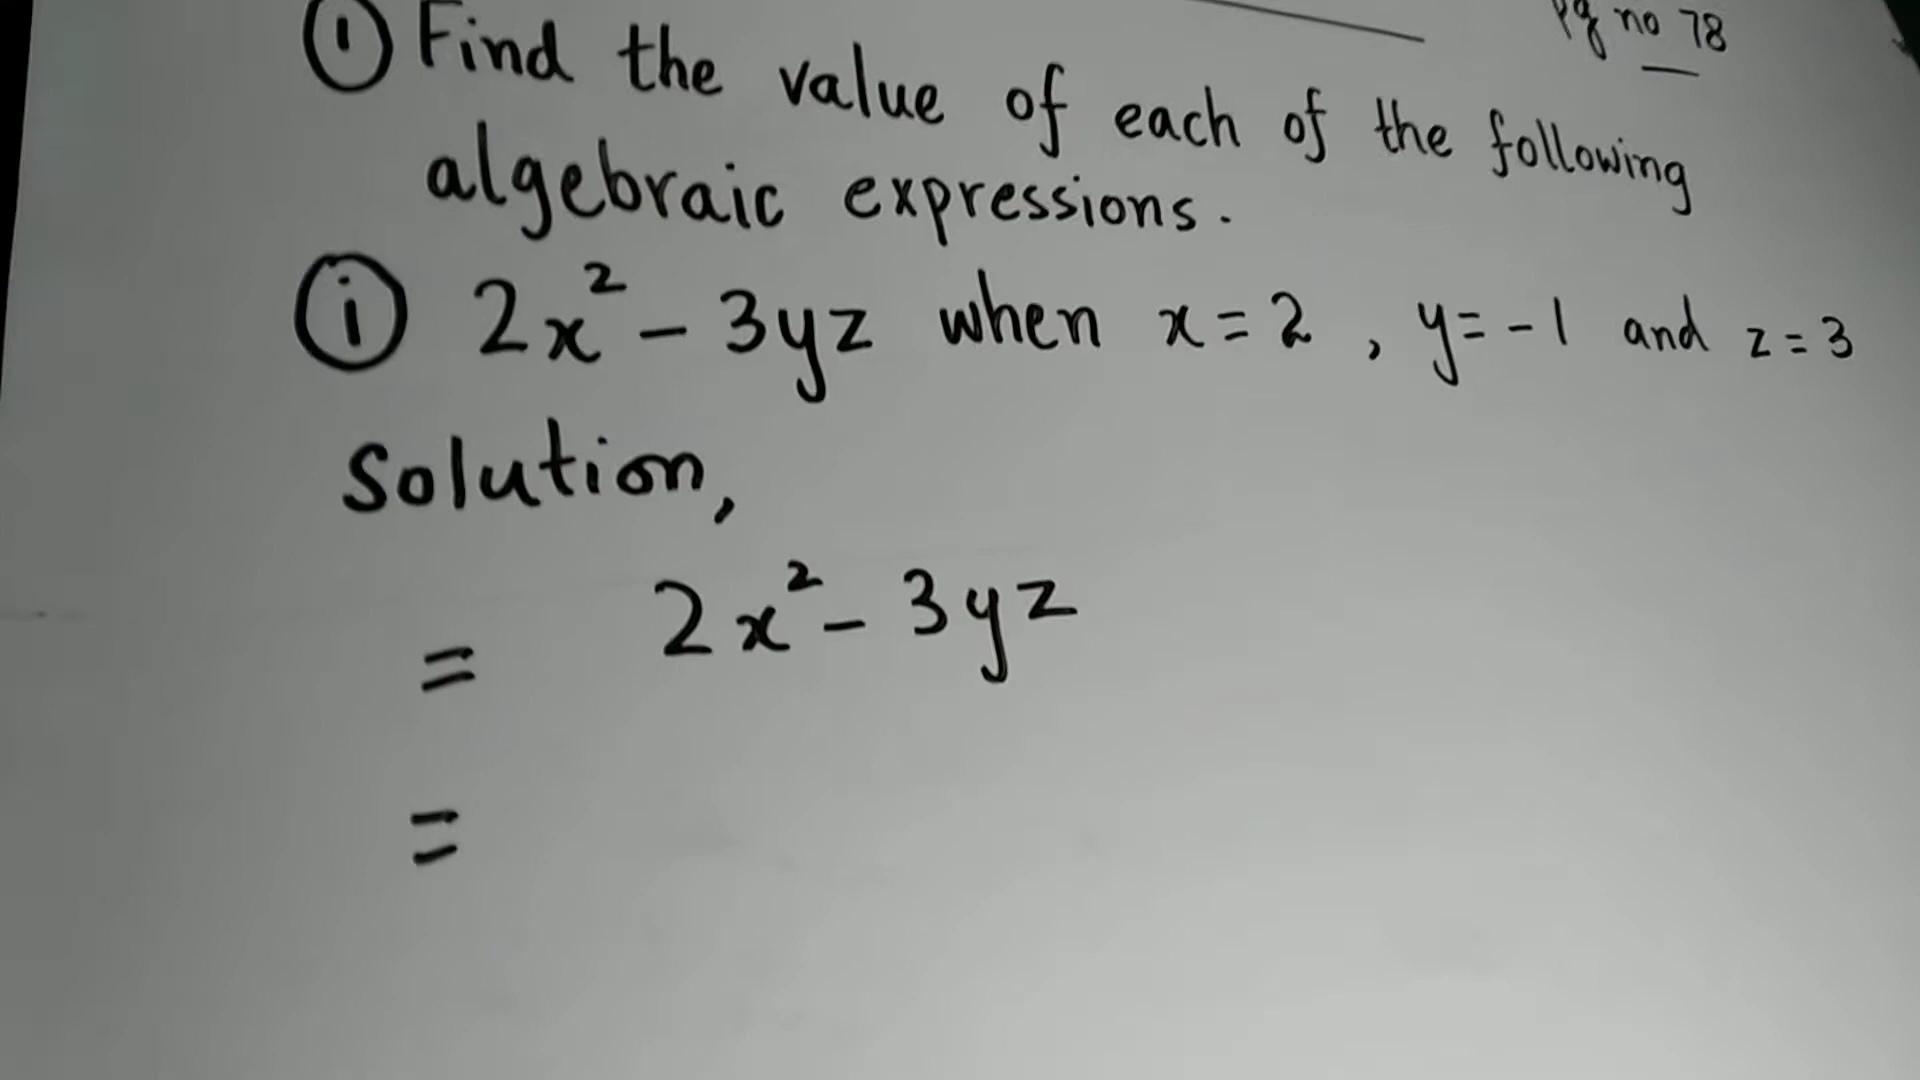 Pg no 78
① Find the value of each of the following
algebraic expressions.
ⓘ 2x² - 3yz when x = 2 , y = -1 and z = 3
Solution,
= 2x² - 3yz
=